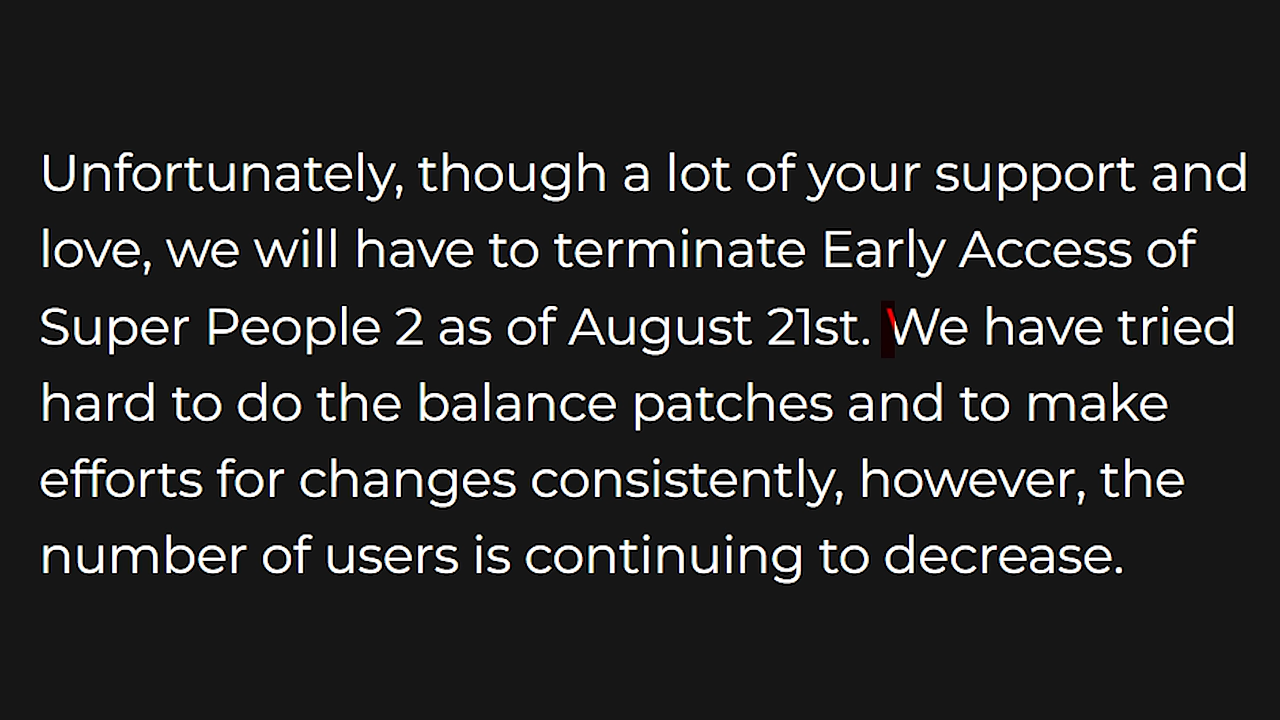 Unfortunately, though a lot of your support and
love, we will have to terminate Early Access of
Super People 2 as of August 21st. We have tried
hard to do the balance patches and to make
efforts for changes consistently, however, the
number of users is continuing to decrease.